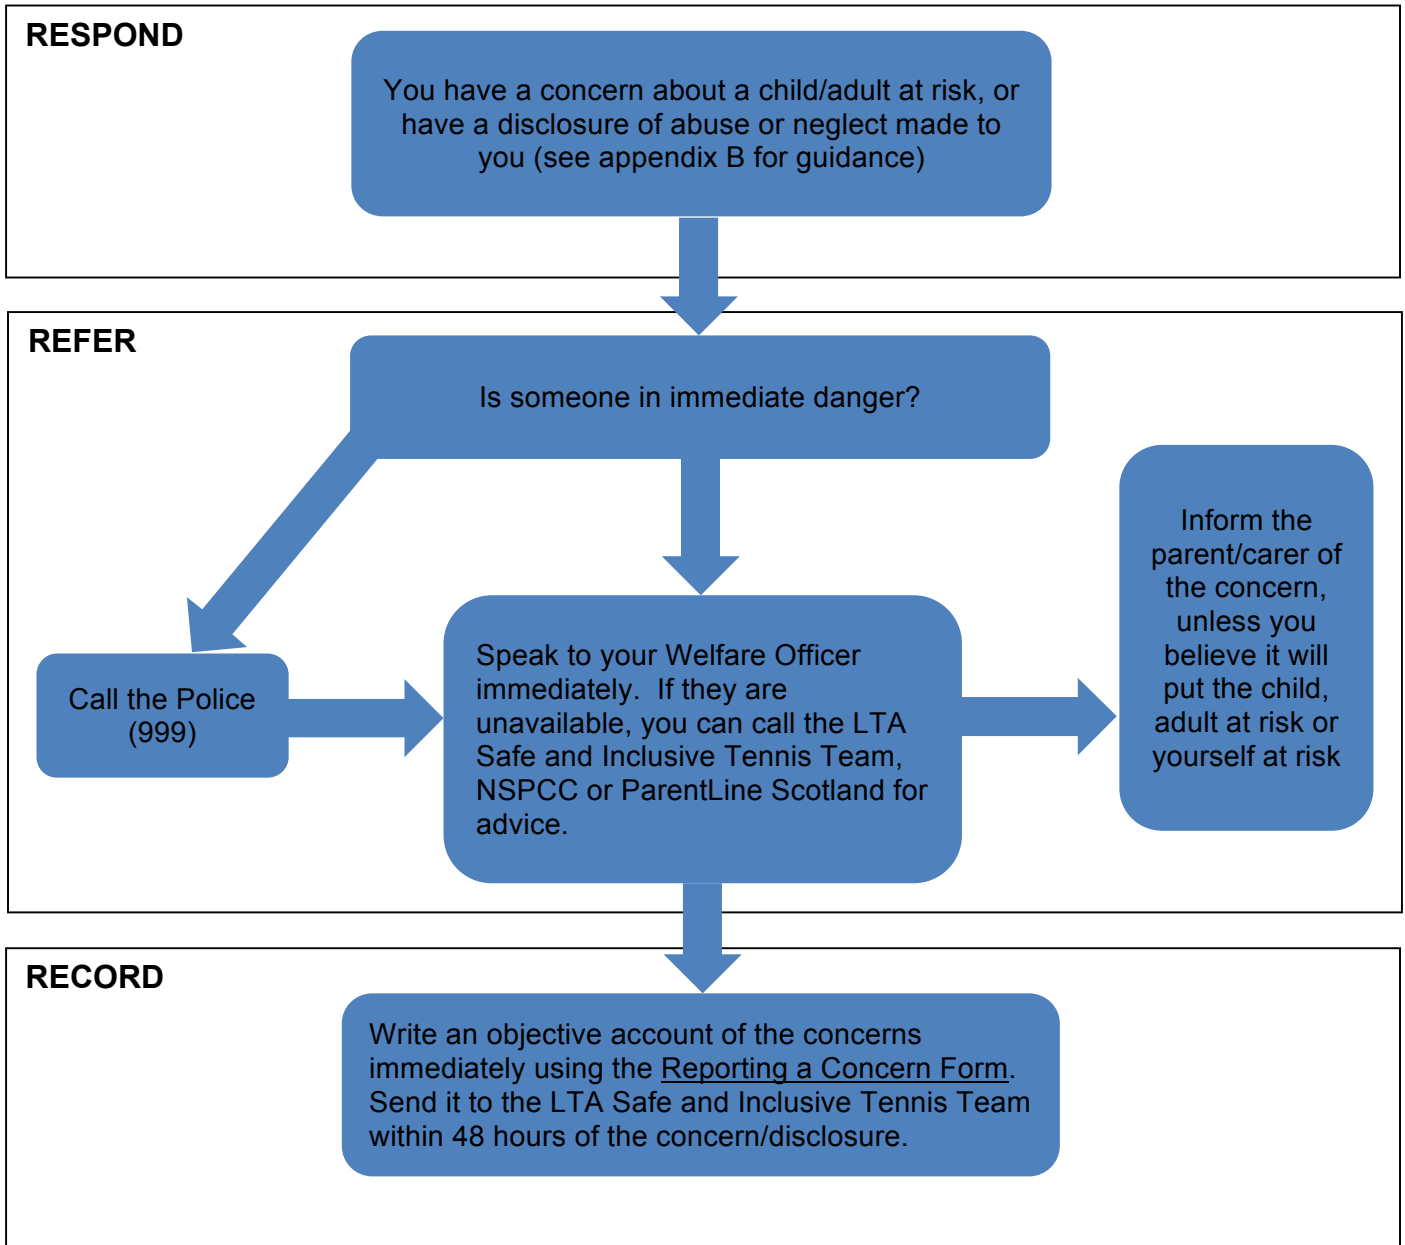 RESPOND
You have a concern about a child/adult at risk, or
have a disclosure of abuse or neglect made to
you (see appendix B for guidance)
REFER
Is someone in immediate danger?
Call the Police
(999)
Speak to your Welfare Officer
immediately.  If they are
unavailable, you can call the LTA
Safe and Inclusive Tennis Team,
NSPCC or ParentLine Scotland for
advice.
Inform the
parent/carer of
the concern,
unless you
believe it will
put the child,
adult at risk or
yourself at risk
RECORD
Write an objective account of the concerns
immediately using the Reporting a Concern Form.
Send it to the LTA Safe and Inclusive Tennis Team
within 48 hours of the concern/disclosure.